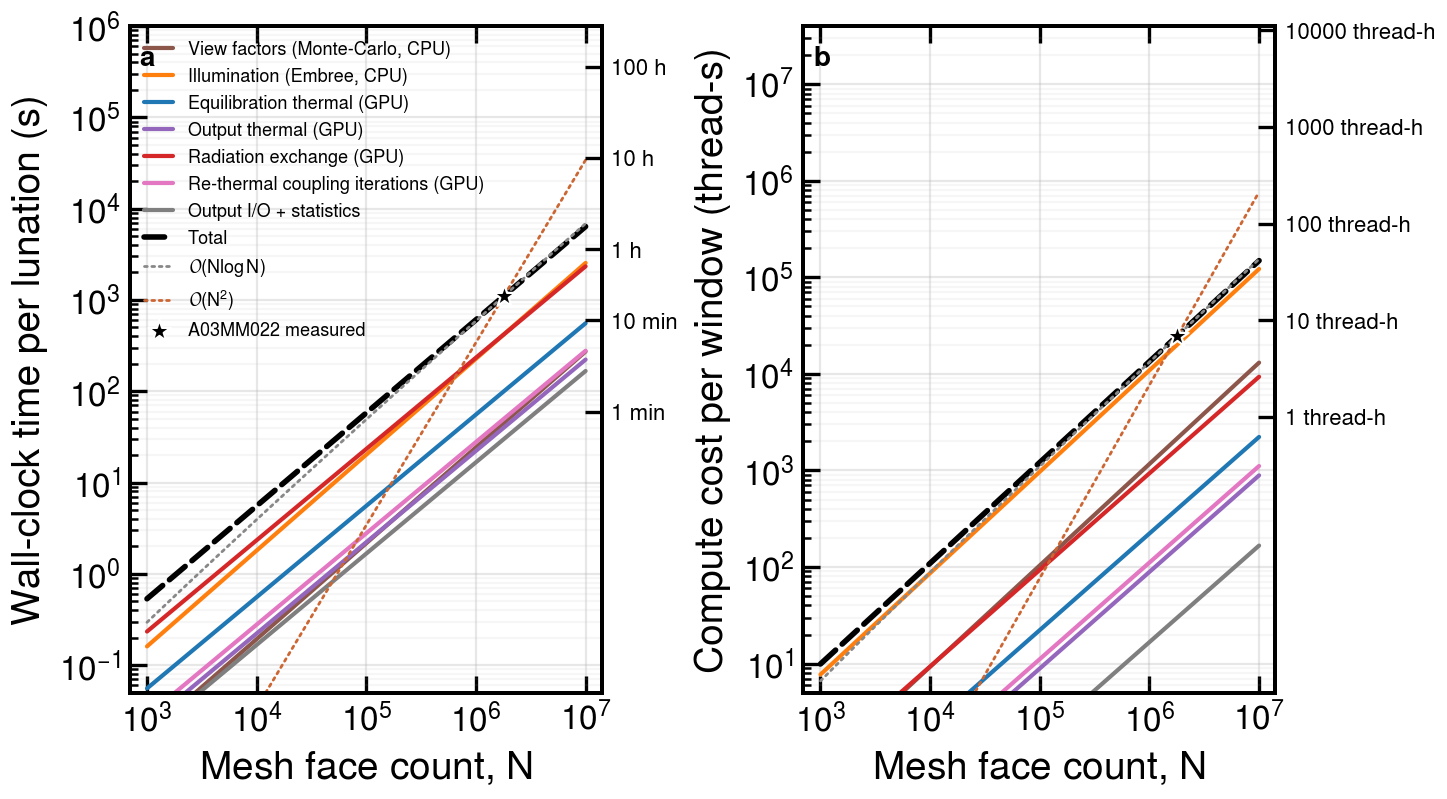 a
View factors (Monte-Carlo, CPU)
Illumination (Embree, CPU)
Equilibration thermal (GPU)
Output thermal (GPU)
Radiation exchange (GPU)
Re-thermal coupling iterations (GPU)
Output I/O + statistics
Total
𝒪(NlogN)
𝒪(N²)
A03MM022 measured
Wall-clock time per lunation (s)
10⁶
10⁵
10⁴
10³
10²
10¹
10⁰
10⁻¹
100 h
10 h
1 h
10 min
1 min
10³ 10⁴ 10⁵ 10⁶ 10⁷
Mesh face count, N
b
Compute cost per window (thread-s)
10⁷
10⁶
10⁵
10⁴
10³
10²
10¹
10000 thread-h
1000 thread-h
100 thread-h
10 thread-h
1 thread-h
10³ 10⁴ 10⁵ 10⁶ 10⁷
Mesh face count, N